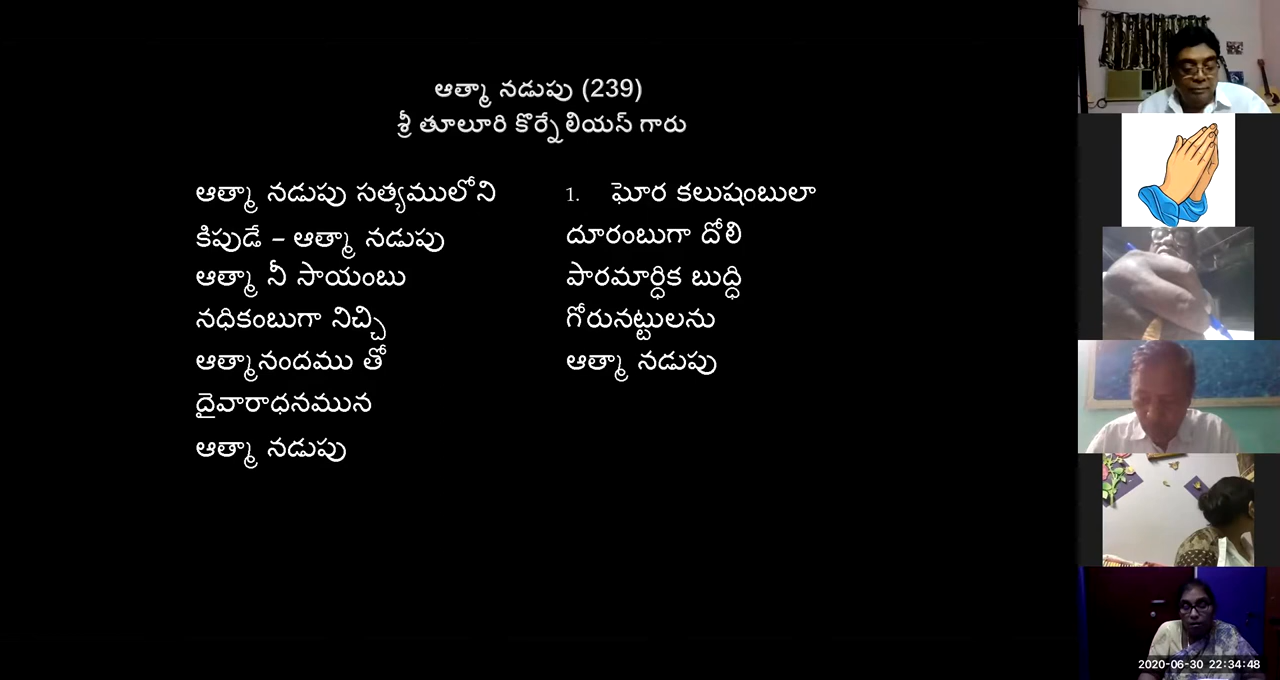 ఆత్మా నడుపు (239)
శ్రీ తూలూరి కొర్నేలియస్ గారు
ఆత్మా నడుపు సత్యములోని
కిపుడే – ఆత్మా నడుపు
ఆత్మా నీ సాయంబు
నధికంబుగా నిచ్చి
ఆత్మానందము తో
దైవారాధనమున
ఆత్మా నడుపు
1. ఘోర కలుషంబులా
దూరంబుగా దోలి
పారమార్ధిక బుద్ధి
గోరునట్టులను
ఆత్మా నడుపు
2020-06-30 22:34:48